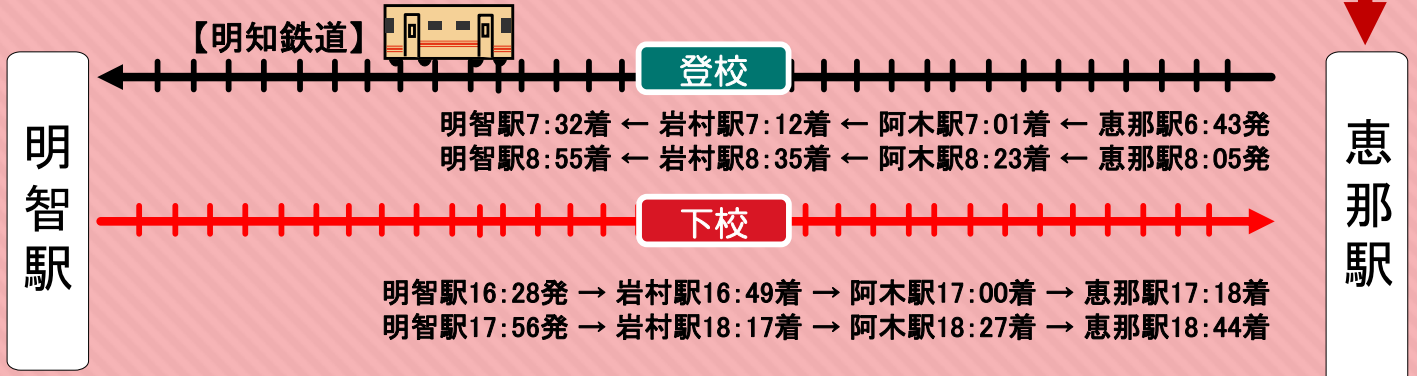 【明知鉄道】
登校
明智駅7:32着 ← 岩村駅7:12着 ← 阿木駅7:01着 ← 恵那駅6:43発
明智駅8:55着 ← 岩村駅8:35着 ← 阿木駅8:23着 ← 恵那駅8:05発
明智駅
恵那駅
下校
明智駅16:28発 → 岩村駅16:49着 → 阿木駅17:00着 → 恵那駅17:18着
明智駅17:56発 → 岩村駅18:17着 → 阿木駅18:27着 → 恵那駅18:44着